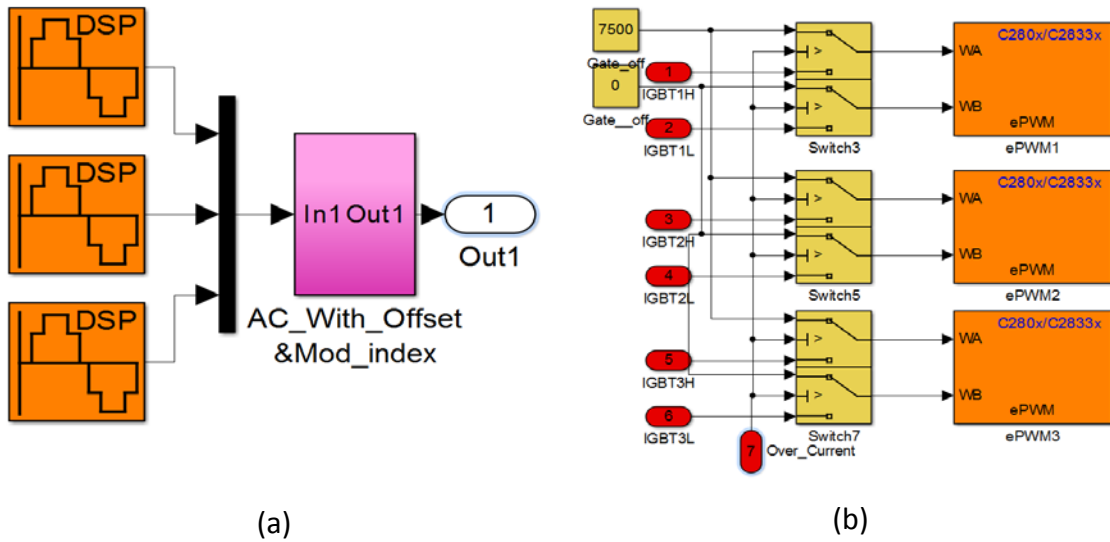 DSP
DSP
DSP
In1 Out1
1
Out1
AC_With_Offset
&Mod_index
(a)
7500
Gate_off
0
Gate__off
1
IGBT1H
2
IGBT1L
3
IGBT2H
4
IGBT2L
5
IGBT3H
6
IGBT3L
7
Over_Current
>
>
Switch3
>
>
Switch5
>
>
Switch7
C280x/C2833x
WA
WB
ePWM
ePWM1
C280x/C2833x
WA
WB
ePWM
ePWM2
C280x/C2833x
WA
WB
ePWM
ePWM3
(b)